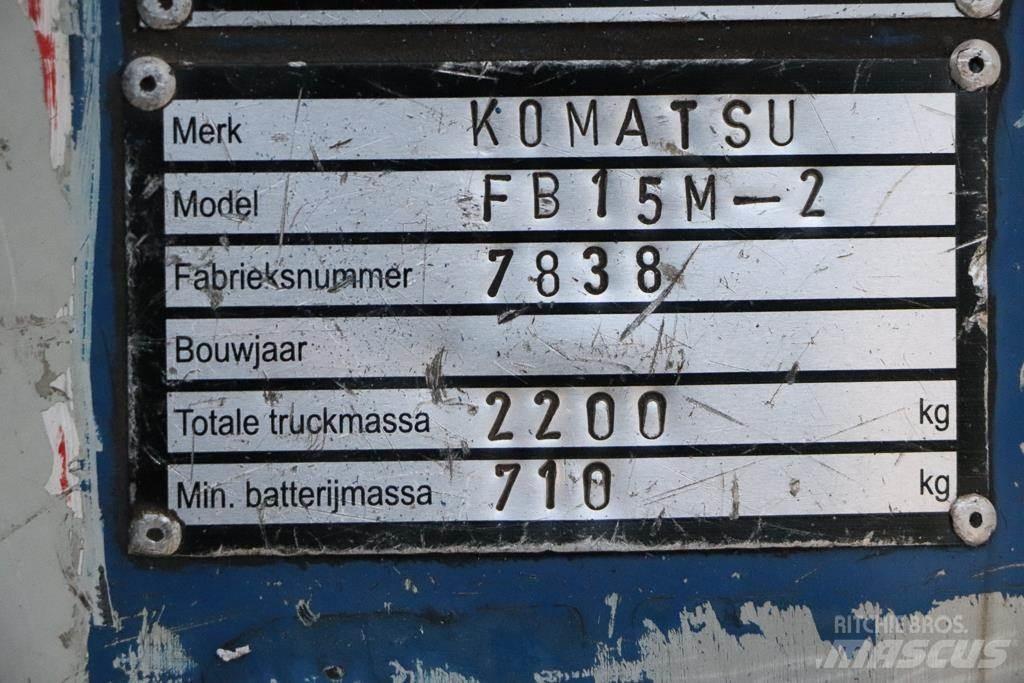 Merk KOMATSU
Model FB15M-2
Fabrieksnummer 7838
Bouwjaar
Totale truckmassa 2200 kg
Min. batterijmassa 710 kg
RITCHIE BROS.
MASCUS